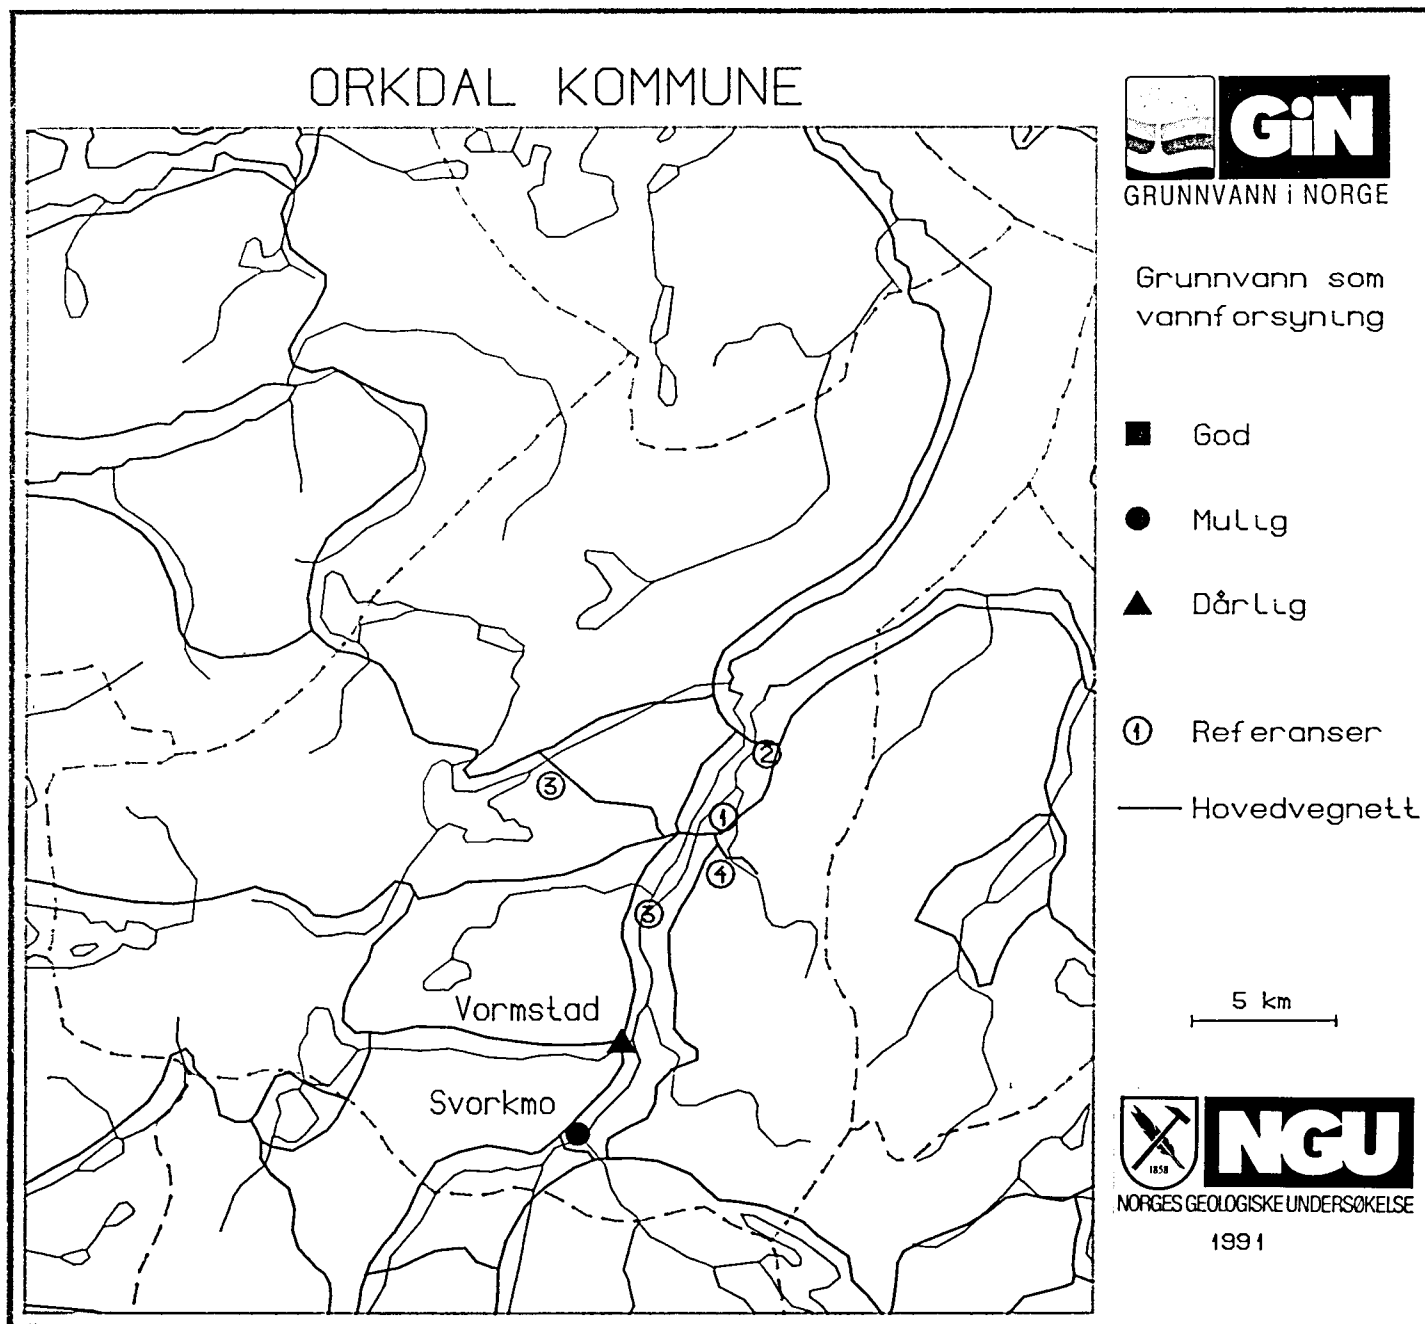 ORKDAL KOMMUNE
GiN
GRUNNVANN i NORGE
Grunnvann som
vannforsyning
God
Mulig
Dårlig
1 Referanser
Hovedvegnett
2
3
1
4
3
Vormstad
Svorkmo
5 km
1858
NGU
NORGES GEOLOGISKE UNDERSØKELSE
1991